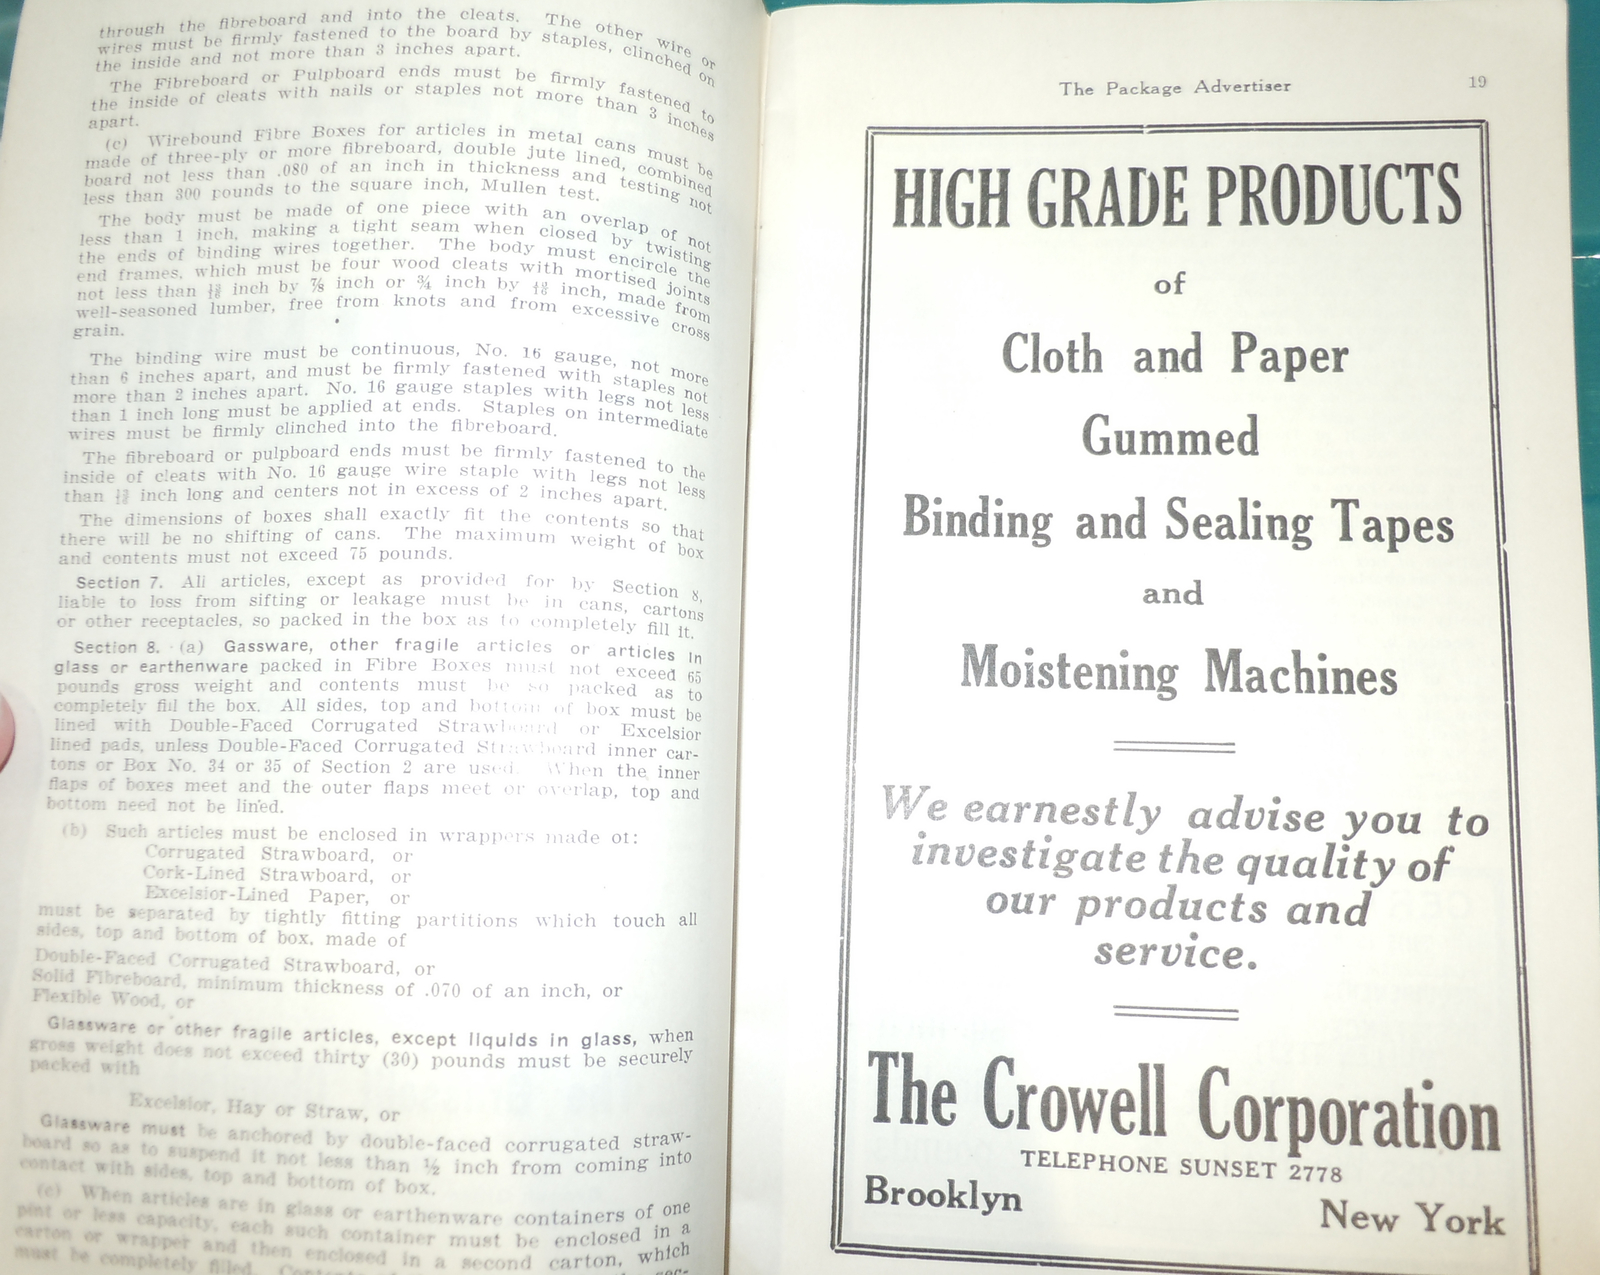 through the fibreboard and into the cleats. The other wire or
wires must be firmly fastened to the board by staples, clinched on
the inside and not more than 3 inches apart.
The Fibreboard or Pulpboard ends must be firmly fastened to
the inside of cleats with nails or staples not more than 3 inches
apart.
(c) Wirebound Fibre Boxes for articles in metal cans must be
made of three-ply or more fibreboard, double jute lined, combined
board not less than .080 of an inch in thickness and testing not
less than 300 pounds to the square inch, Mullen test.
The body must be made of one piece with an overlap of not
less than 1 inch, making a tight seam when closed by twisting
the ends of binding wires together. The body must encircle the
end frames, which must be four wood cleats with mortised joints
not less than inch by ⅞ inch or ¾ inch by inch, made from
well-seasoned lumber, free from knots and from excessive cross
grain.
The binding wire must be continuous, No. 16 gauge, not more
than 6 inches apart, and must be firmly fastened with staples not
more than 2 inches apart. No. 16 gauge staples with legs not less
than 1 inch long must be applied at ends. Staples on intermediate
wires must be firmly clinched into the fibreboard.
The fibreboard or pulpboard ends must be firmly fastened to the
inside of cleats with No. 16 gauge wire staple with legs not less
than inch long and centers not in excess of 2 inches apart.
The dimensions of boxes shall exactly fit the contents so that
there will be no shifting of cans. The maximum weight of box
and contents must not exceed 75 pounds.
Section 7. All articles, except as provided for by Section 8,
liable to loss from sifting or leakage must be in cans, cartons
or other receptacles, so packed in the box as to completely fill it.
Section 8. (a) Gassware, other fragile articles or articles in
glass or earthenware packed in Fibre Boxes must not exceed 65
pounds gross weight and contents must be so packed as to
completely fill the box. All sides, top and bottom of box must be
lined with Double-Faced Corrugated Strawboard or Excelsior
lined pads, unless Double-Faced Corrugated Strawboard inner car-
tons or Box No. 34 or 35 of Section 2 are used. When the inner
flaps of boxes meet and the outer flaps meet or overlap, top and
bottom need not be lined.
(b) Such articles must be enclosed in wrappers made of:
Corrugated Strawboard, or
Cork-Lined Strawboard, or
Excelsior-Lined Paper, or
must be separated by tightly fitting partitions which touch all
sides, top and bottom of box, made of
Double-Faced Corrugated Strawboard, or
Solid Fibreboard, minimum thickness of .070 of an inch, or
Flexible Wood, or
Glassware or other fragile articles, except liquids in glass, when
gross weight does not exceed thirty (30) pounds must be securely
packed with
Excelsior, Hay or Straw, or
Glassware must be anchored by double-faced corrugated straw-
board so as to suspend it not less than ½ inch from coming into
contact with sides, top and bottom of box.
(c) When articles are in glass or earthenware containers of one
pint or less capacity, each such container must be enclosed in a
carton or wrapper and then enclosed in a second carton, which
must be completely filled.
The Package Advertiser 19
HIGH GRADE PRODUCTS
of
Cloth and Paper
Gummed
Binding and Sealing Tapes
and
Moistening Machines
We earnestly advise you to
investigate the quality of
our products and
service.
The Crowell Corporation
TELEPHONE SUNSET 2778
Brooklyn New York